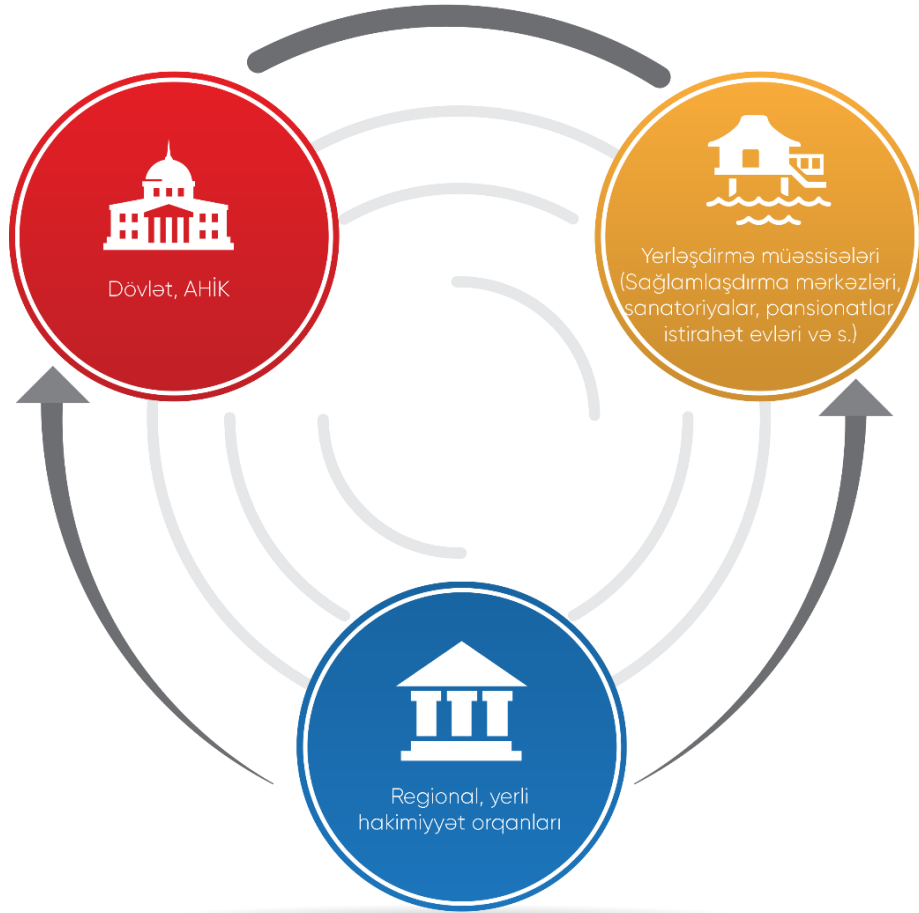 Dövlət, AHİK
Yerləşdirmə müəssisələri
(Sağlamlaşdırma mərkəzləri,
sanatoriyalar, pansionatlar
istirahət evləri və s.)
Regional, yerli
hakimiyyət orqanları